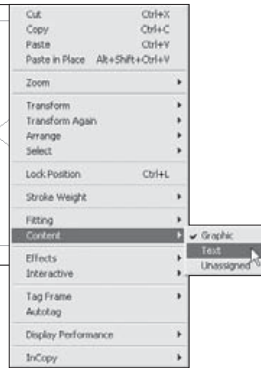 Cut Ctrl+X
Copy Ctrl+C
Paste Ctrl+V
Paste in Place Alt+Shift+Ctrl+V
Zoom
Transform
Transform Again
Arrange
Select
Lock Position Ctrl+L
Stroke Weight
Fitting
Content
Graphic
Text
Unassigned
Effects
Interactive
Tag Frame
Autotag
Display Performance
InCopy